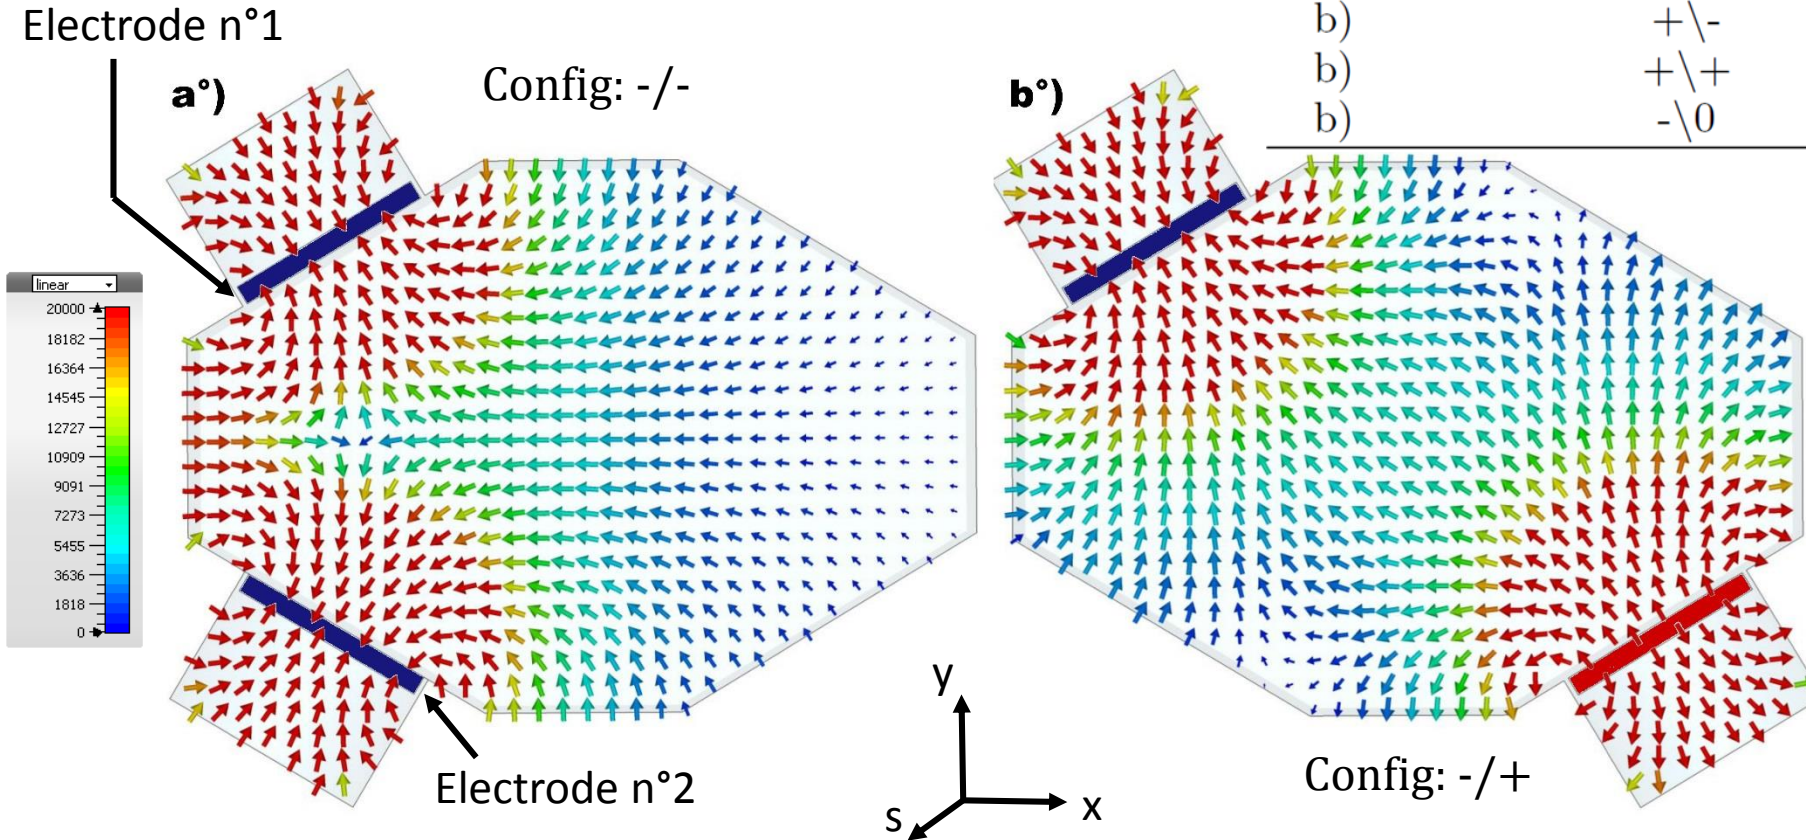 Electrode n°1
a°)
Config: -/-
b°)
b) +\-
b) +\+
b) -\0
linear
20000
18182
16364
14545
12727
10909
9091
7273
5455
3636
1818
0
Electrode n°2
y
x
s
Config: -/+